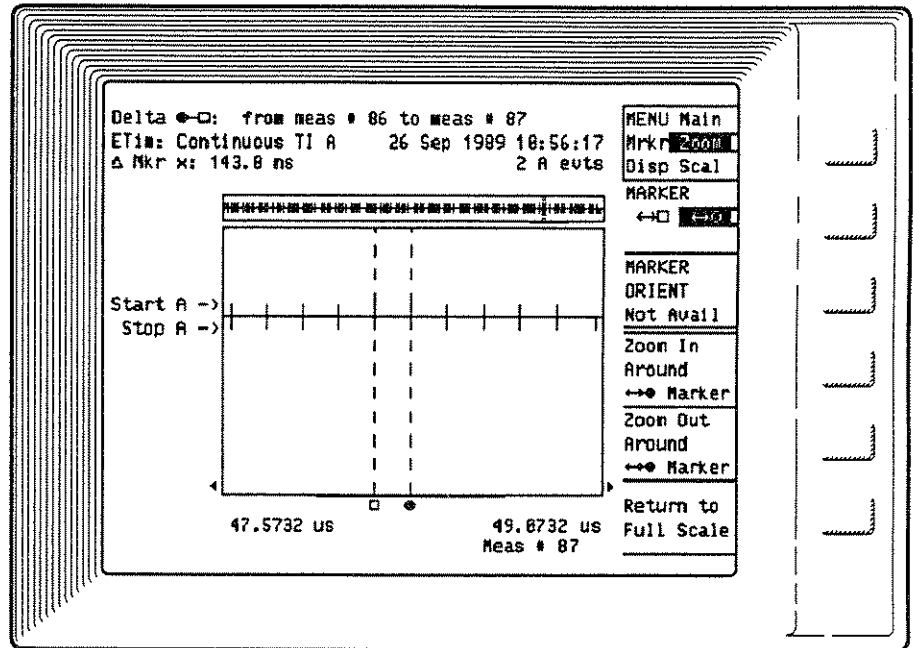 Delta ●-□: from meas # 86 to meas # 87
ETim: Continuous TI A 26 Sep 1989 10:56:17
Δ Mkr x: 143.8 ns 2 A evts
Start A ->
Stop A ->
47.5732 us 49.0732 us
Meas # 87
MENU Main
Mrkr Zoom
Disp Scal
MARKER
↔□ ↔○
MARKER
ORIENT
Not Avail
Zoom In
Around
↔● Marker
Zoom Out
Around
↔● Marker
Return to
Full Scale